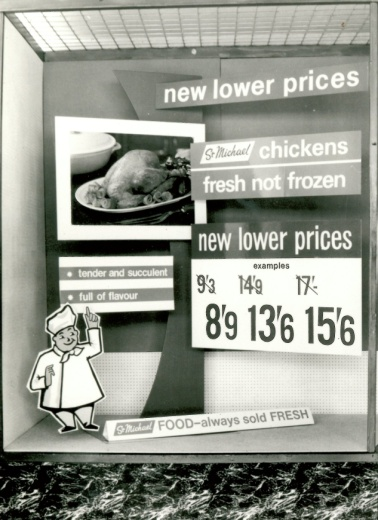 new lower prices
St Michael chickens
fresh not frozen
new lower prices
examples
9'3 14'9 17'-
8'9 13'6 15'6
• tender and succulent
• full of flavour
St Michael FOOD–always sold FRESH